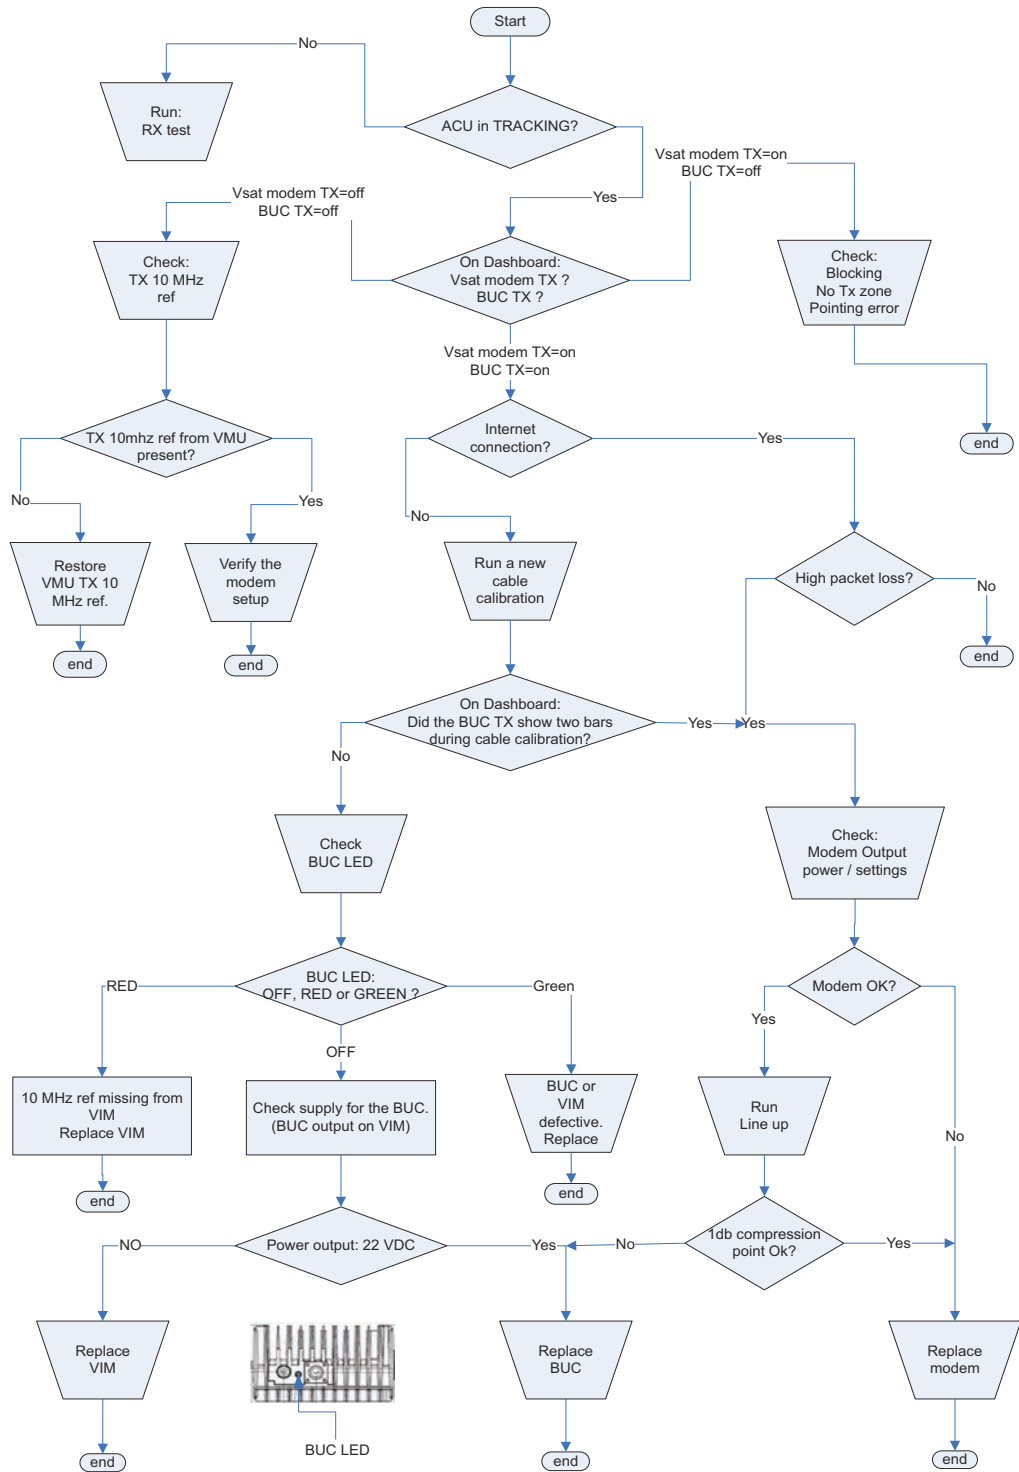 Start
No
Run:
RX test
ACU in TRACKING?
Vsat modem TX=on
BUC TX=off
Vsat modem TX=off
BUC TX=off
Yes
Check:
TX 10 MHz
ref
On Dashboard:
Vsat modem TX ?
BUC TX ?
Check:
Blocking
No Tx zone
Pointing error
Vsat modem TX=on
BUC TX=on
TX 10mhz ref from VMU
present?
Internet
connection?
Yes
end
No
Yes
No
Restore
VMU TX 10
MHz ref.
Verify the
modem
setup
Run a new
cable
calibration
High packet loss?
No
end
end
end
On Dashboard:
Did the BUC TX show two bars
during cable calibration?
Yes
Yes
No
Check
BUC LED
Check:
Modem Output
power / settings
BUC LED:
OFF, RED or GREEN ?
RED
Green
Modem OK?
Yes
OFF
10 MHz ref missing from
VIM
Replace VIM
Check supply for the BUC.
(BUC output on VIM)
BUC or
VIM
defective.
Replace
Run
Line up
No
end
end
NO
Power output: 22 VDC
Yes
No
1db compression
point Ok?
Yes
Replace
VIM
Replace
BUC
Replace
modem
BUC LED
end
end
end